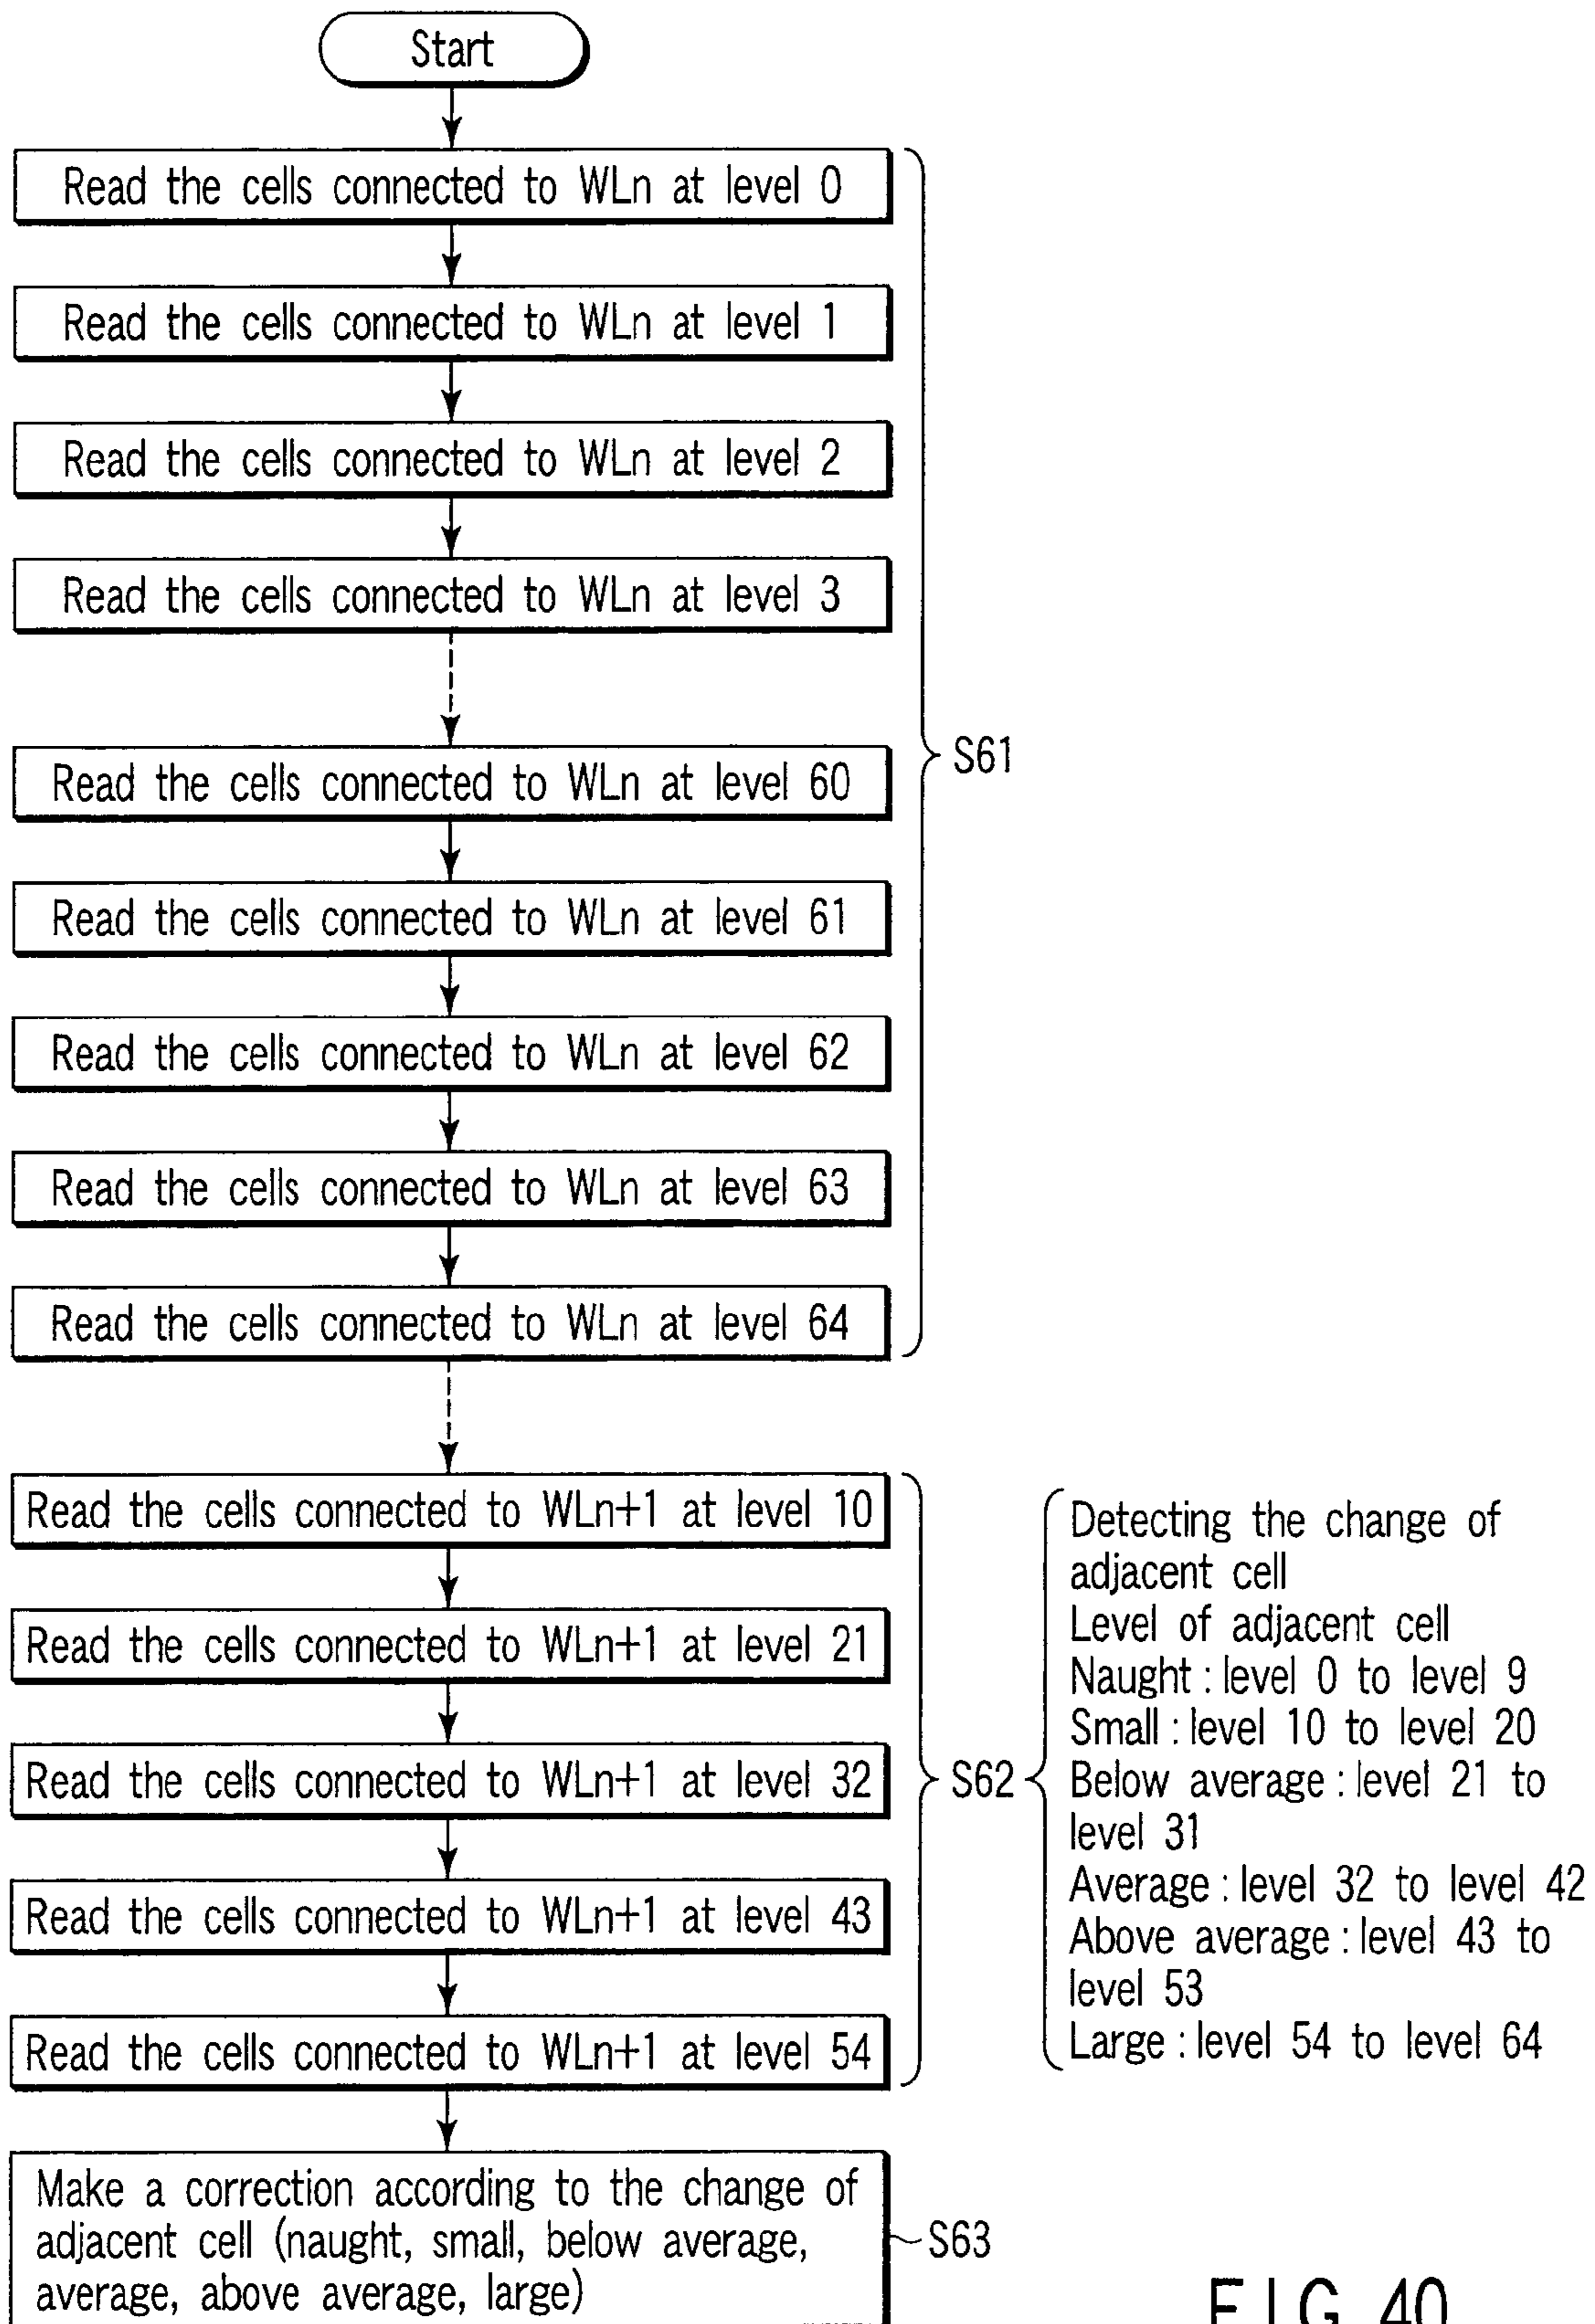 Start
Read the cells connected to WLn at level 0
Read the cells connected to WLn at level 1
Read the cells connected to WLn at level 2
Read the cells connected to WLn at level 3
Read the cells connected to WLn at level 60
Read the cells connected to WLn at level 61
Read the cells connected to WLn at level 62
Read the cells connected to WLn at level 63
Read the cells connected to WLn at level 64
S61
Read the cells connected to WLn+1 at level 10
Read the cells connected to WLn+1 at level 21
Read the cells connected to WLn+1 at level 32
Read the cells connected to WLn+1 at level 43
Read the cells connected to WLn+1 at level 54
S62
Detecting the change of
adjacent cell
Level of adjacent cell
Naught : level 0 to level 9
Small : level 10 to level 20
Below average : level 21 to
level 31
Average : level 32 to level 42
Above average : level 43 to
level 53
Large : level 54 to level 64
Make a correction according to the change of
adjacent cell (naught, small, below average,
average, above average, large)
S63
FIG. 40